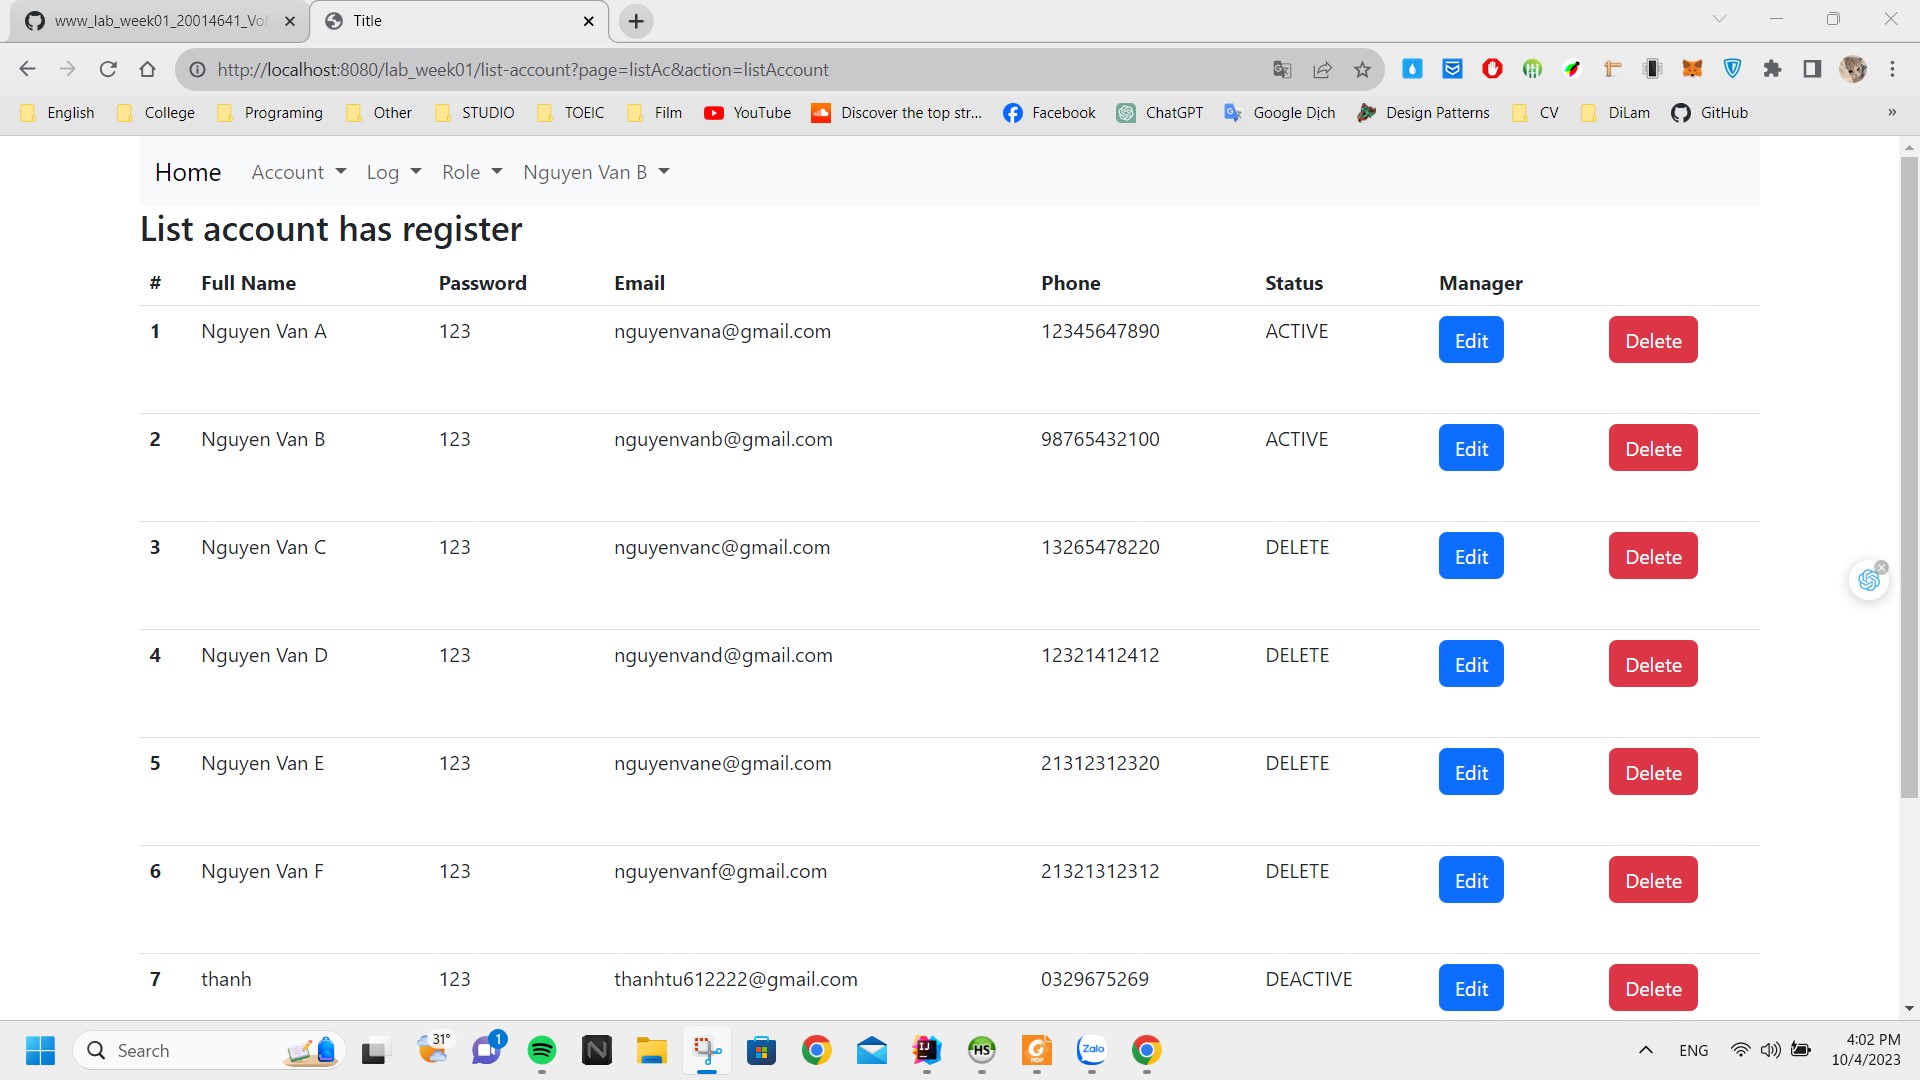 www_lab_week01_20014641_Vo
Title
http://localhost:8080/lab_week01/list-account?page=listAc&action=listAccount
English College Programing Other STUDIO TOEIC Film YouTube Discover the top str... Facebook ChatGPT Google Dịch Design Patterns CV DiLam GitHub »
Home Account Log Role Nguyen Van B
List account has register
# Full Name Password Email Phone Status Manager
1 Nguyen Van A 123 nguyenvana@gmail.com 12345647890 ACTIVE Edit Delete
2 Nguyen Van B 123 nguyenvanb@gmail.com 98765432100 ACTIVE Edit Delete
3 Nguyen Van C 123 nguyenvanc@gmail.com 13265478220 DELETE Edit Delete
4 Nguyen Van D 123 nguyenvand@gmail.com 12321412412 DELETE Edit Delete
5 Nguyen Van E 123 nguyenvane@gmail.com 21312312320 DELETE Edit Delete
6 Nguyen Van F 123 nguyenvanf@gmail.com 21321312312 DELETE Edit Delete
7 thanh 123 thanhtu612222@gmail.com 0329675269 DEACTIVE Edit Delete
Search
31°
1
N
IJ
HS
PDF
Zalo
ENG
4:02 PM
10/4/2023